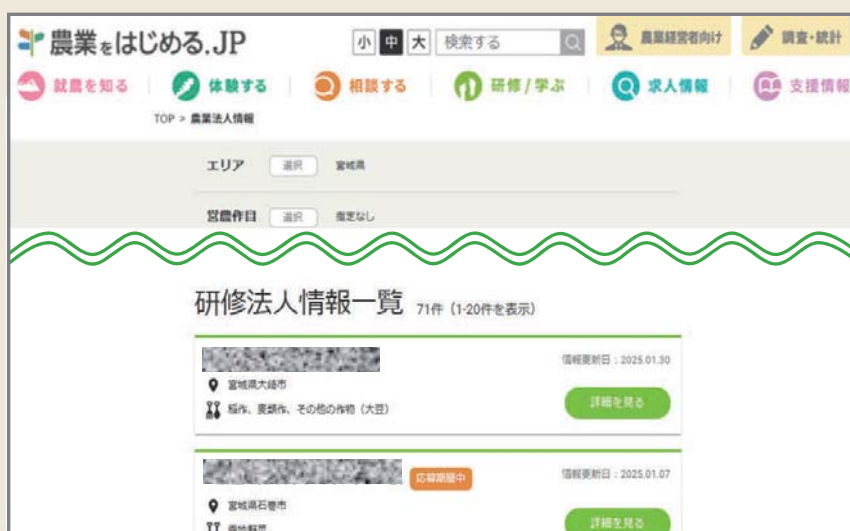 農業をはじめる.JP
小 中 大 検索する 農業経営者向け 調査・統計
就農を知る 体験する 相談する 研修/学ぶ 求人情報 支援情報
TOP > 農業法人情報
エリア 選択 宮城県
営農作目 選択 指定なし
研修法人情報一覧 71件（1-20件を表示）
情報更新日：2025.01.30
宮城県大崎市
稲作、麦類作、その他の作物（大豆） 詳細を見る
応募期間中 情報更新日：2025.01.07
宮城県石巻市
露地野菜 詳細を見る